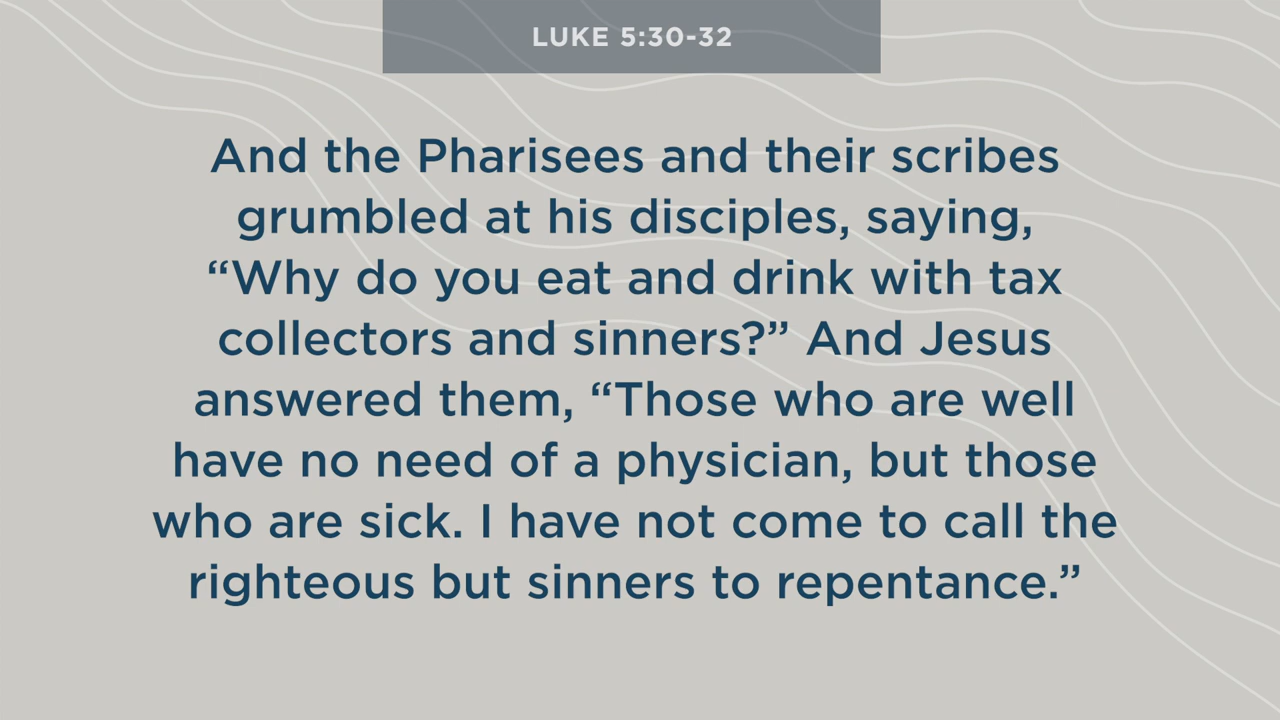 LUKE 5:30-32
And the Pharisees and their scribes
grumbled at his disciples, saying,
“Why do you eat and drink with tax
collectors and sinners?” And Jesus
answered them, “Those who are well
have no need of a physician, but those
who are sick. I have not come to call the
righteous but sinners to repentance.”